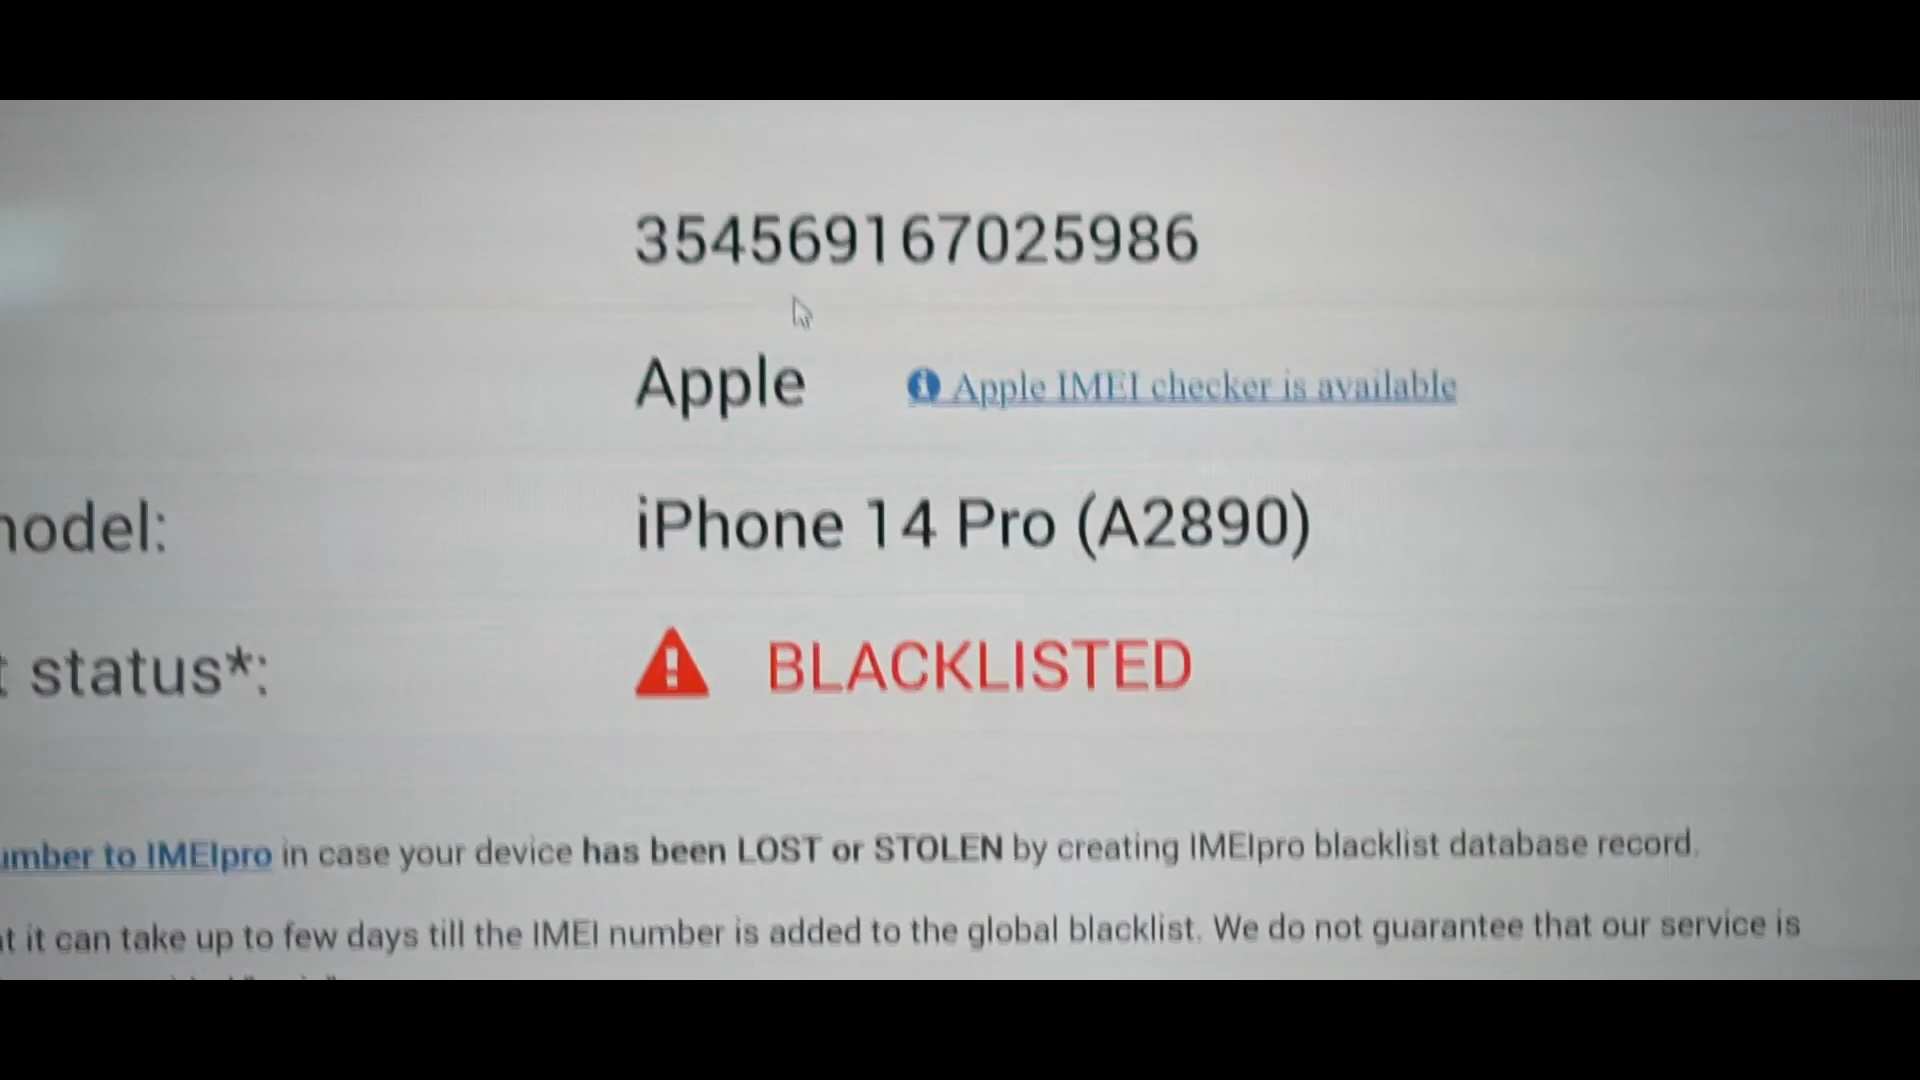 354569167025986
Apple Apple IMEI checker is available
nodel: iPhone 14 Pro (A2890)
t status*: BLACKLISTED
umber to IMEIpro in case your device has been LOST or STOLEN by creating IMEIpro blacklist database record.
t it can take up to few days till the IMEI number is added to the global blacklist. We do not guarantee that our service is